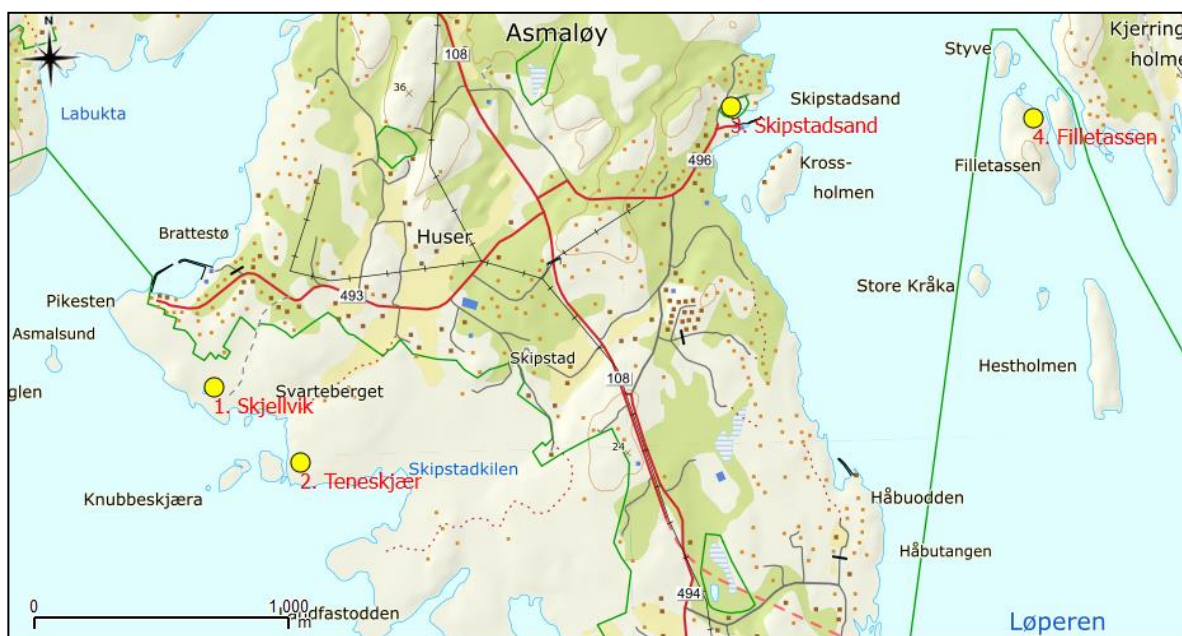 N
Asmaløy
Kjerring
holme
Styve
108
36
Labukta
Skipstadsand
3. Skipstadsand
4. Filletassen
496
Kross-
holmen
Filletassen
Brattestø
Huser
Pikesten
493
Store Kråka
Asmalsund
Skipstad
Hestholmen
glen
108
Svarteberget
1. Skjellvik
24
Skipstadkilen
2. Teneskjær
Knubbeskjæra
Håbuodden
Håbutangen
494
0
1,000
m
andfastodden
Løperen